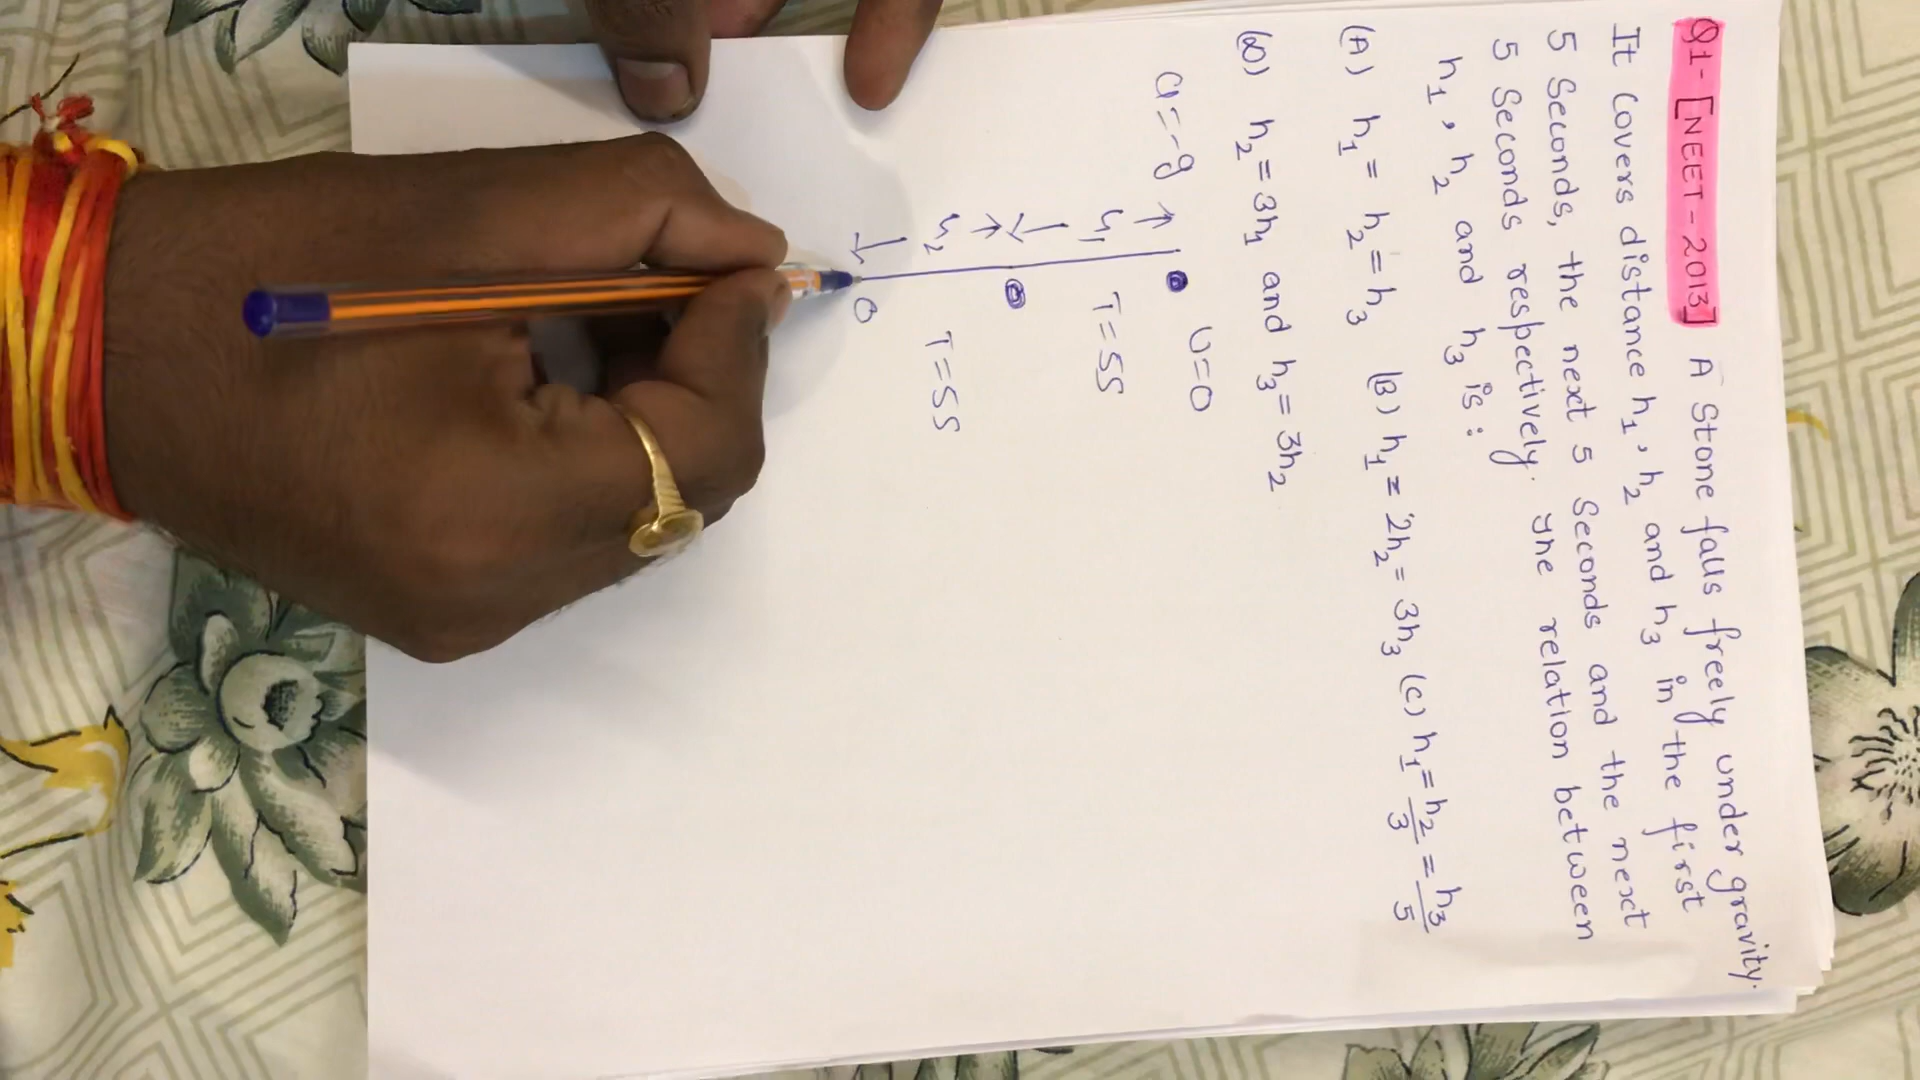 Q1- [NEET-2013] A Stone falls freely under gravity.
It Covers distance h1, h2 and h3 in the first
5 Seconds, the next 5 Seconds and the next
5 Seconds respectively. The relation between
h1, h2 and h3 is:
(A) h1 = h2 = h3 (B) h1 = 2h2 = 3h3 (C) h1 = h2/3 = h3/5
(D) h2 = 3h1 and h3 = 3h2
a=-g
U=0
h1 T=5S
h2 T=5S